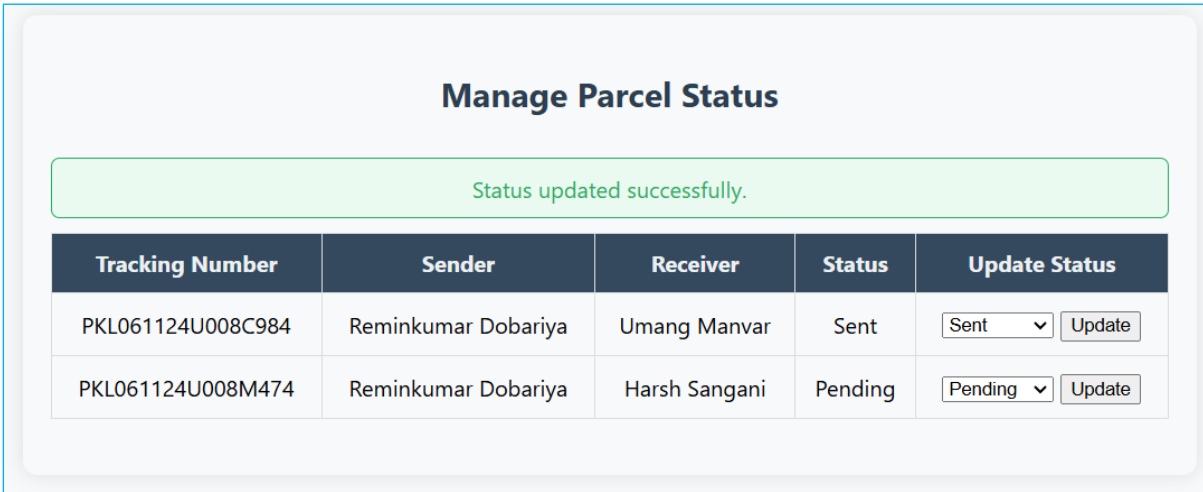 Manage Parcel Status
Status updated successfully.
Tracking Number Sender Receiver Status Update Status
PKL061124U008C984 Reminkumar Dobariya Umang Manvar Sent Sent Update
PKL061124U008M474 Reminkumar Dobariya Harsh Sangani Pending Pending Update